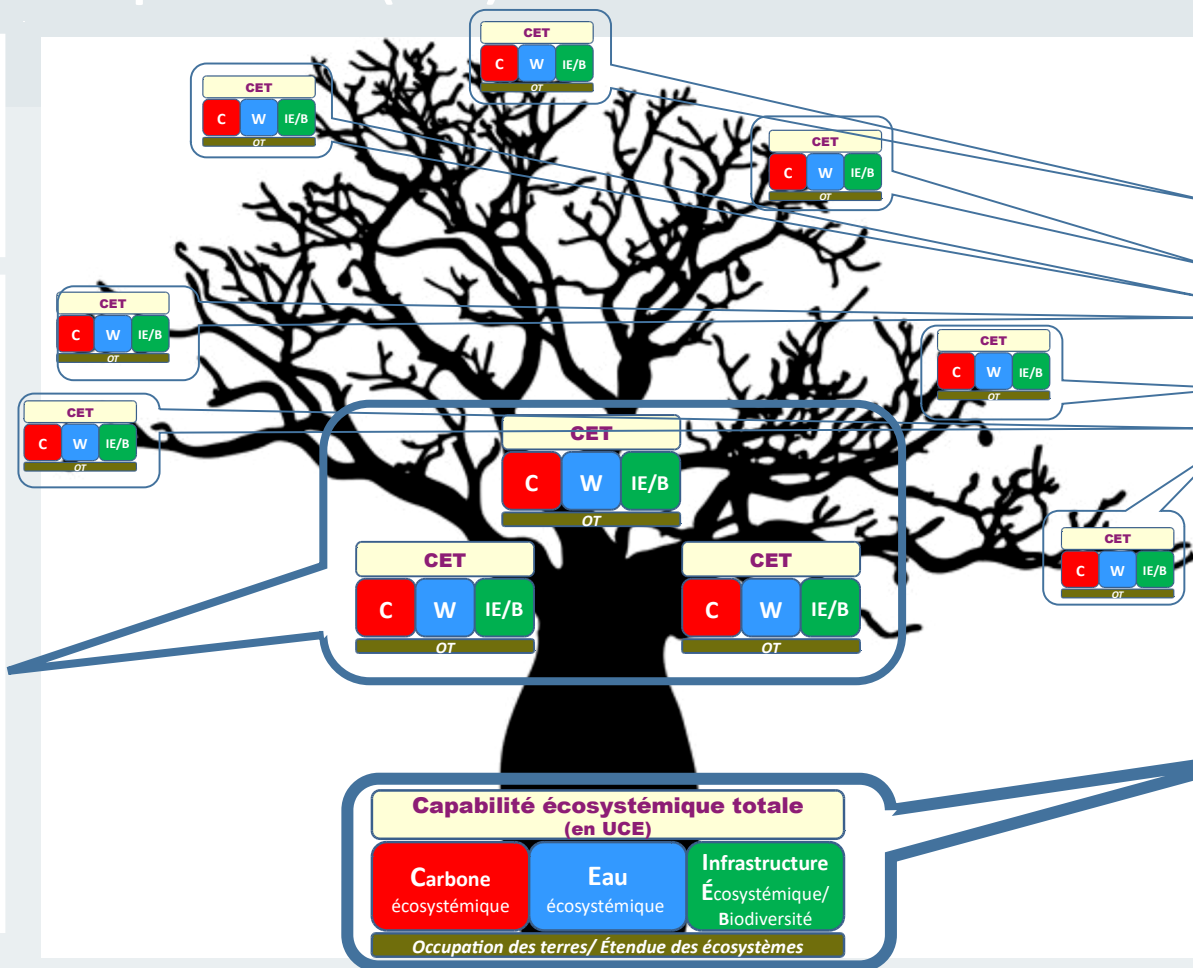 CET
C W IE/B
OT
CET
C W IE/B
OT
CET
C W IE/B
OT
CET
C W IE/B
OT
CET
C W IE/B
OT
CET
C W IE/B
OT
CET
C W IE/B
OT
CET
C W IE/B
OT
CET
C W IE/B
OT
CET
C W IE/B
OT
Capabilité écosystémique totale
(en UCE)
Carbone
écosystémique
Eau
écosystémique
Infrastructure
Écosystémique/
Biodiversité
Occupation des terres/ Étendue des écosystèmes